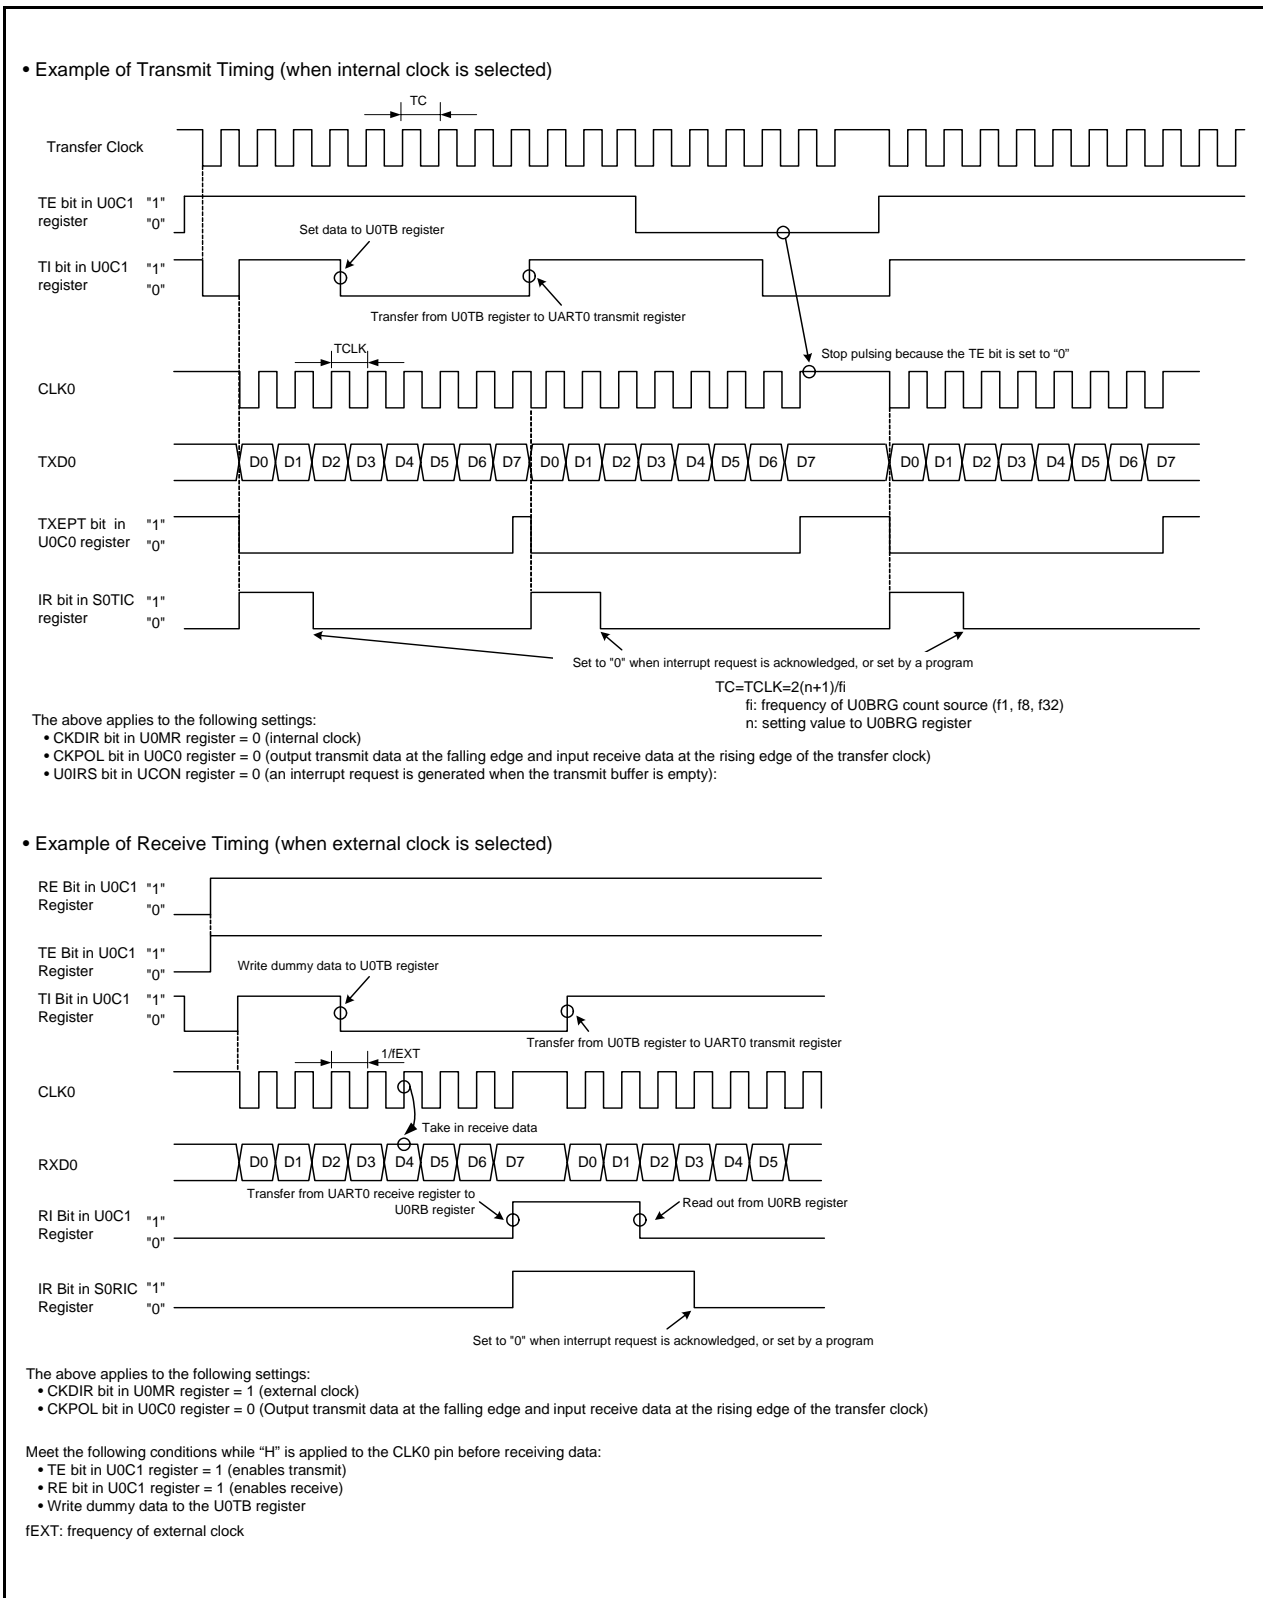 • Example of Transmit Timing (when internal clock is selected)
TC
Transfer Clock
TE bit in U0C1 "1"
register "0"
Set data to U0TB register
TI bit in U0C1 "1"
register "0"
Transfer from U0TB register to UART0 transmit register
TCLK
Stop pulsing because the TE bit is set to “0”
CLK0
TXD0 D0 D1 D2 D3 D4 D5 D6 D7 D0 D1 D2 D3 D4 D5 D6 D7 D0 D1 D2 D3 D4 D5 D6 D7
TXEPT bit in "1"
U0C0 register "0"
IR bit in S0TIC "1"
register "0"
Set to "0" when interrupt request is acknowledged, or set by a program
TC=TCLK=2(n+1)/fi
fi: frequency of U0BRG count source (f1, f8, f32)
n: setting value to U0BRG register
The above applies to the following settings:
• CKDIR bit in U0MR register = 0 (internal clock)
• CKPOL bit in U0C0 register = 0 (output transmit data at the falling edge and input receive data at the rising edge of the transfer clock)
• U0IRS bit in UCON register = 0 (an interrupt request is generated when the transmit buffer is empty):
• Example of Receive Timing (when external clock is selected)
RE Bit in U0C1 "1"
Register "0"
TE Bit in U0C1 "1"
Register "0"
Write dummy data to U0TB register
TI Bit in U0C1 "1"
Register "0"
Transfer from U0TB register to UART0 transmit register
1/fEXT
CLK0
Take in receive data
RXD0 D0 D1 D2 D3 D4 D5 D6 D7 D0 D1 D2 D3 D4 D5
Transfer from UART0 receive register to
U0RB register
Read out from U0RB register
RI Bit in U0C1 "1"
Register "0"
IR Bit in S0RIC "1"
Register "0"
Set to "0" when interrupt request is acknowledged, or set by a program
The above applies to the following settings:
• CKDIR bit in U0MR register = 1 (external clock)
• CKPOL bit in U0C0 register = 0 (Output transmit data at the falling edge and input receive data at the rising edge of the transfer clock)
Meet the following conditions while “H” is applied to the CLK0 pin before receiving data:
• TE bit in U0C1 register = 1 (enables transmit)
• RE bit in U0C1 register = 1 (enables receive)
• Write dummy data to the U0TB register
fEXT: frequency of external clock